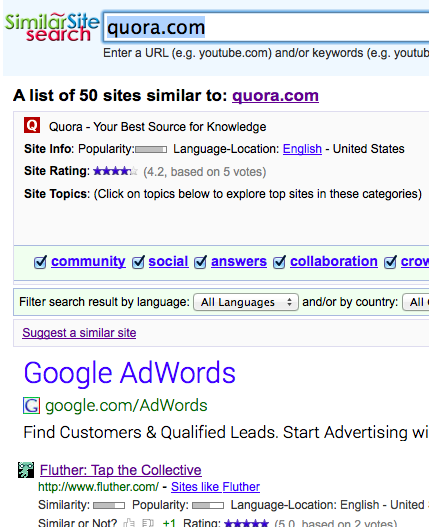 SimilarSite
search
quora.com
Enter a URL (e.g. youtube.com) and/or keywords (e.g. youtub
A list of 50 sites similar to: quora.com
Q Quora - Your Best Source for Knowledge
Site Info: Popularity: Language-Location: English - United States
Site Rating: (4.2, based on 5 votes)
Site Topics: (Click on topics below to explore top sites in these categories)
community social answers collaboration crow
Filter search result by language: All Languages and/or by country: All
Suggest a similar site
Google AdWords
google.com/AdWords
Find Customers & Qualified Leads. Start Advertising wi
Fluther: Tap the Collective
http://www.fluther.com/ - Sites like Fluther
Similarity: Popularity: Language-Location: English - United
Similar or Not? +1 Rating: (5.0, based on 2 votes)